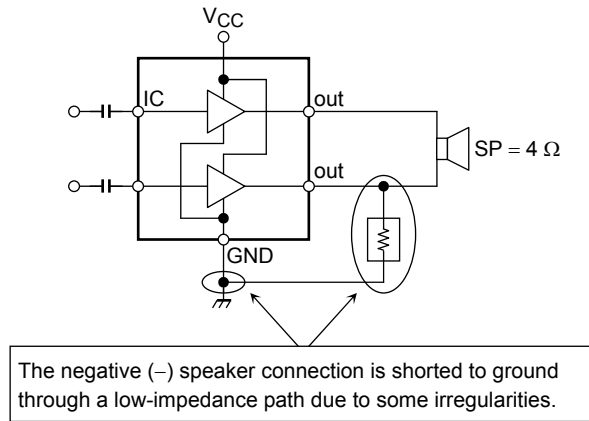 V_CC
IC
out
SP = 4 Ω
out
GND
The negative (−) speaker connection is shorted to ground
through a low-impedance path due to some irregularities.